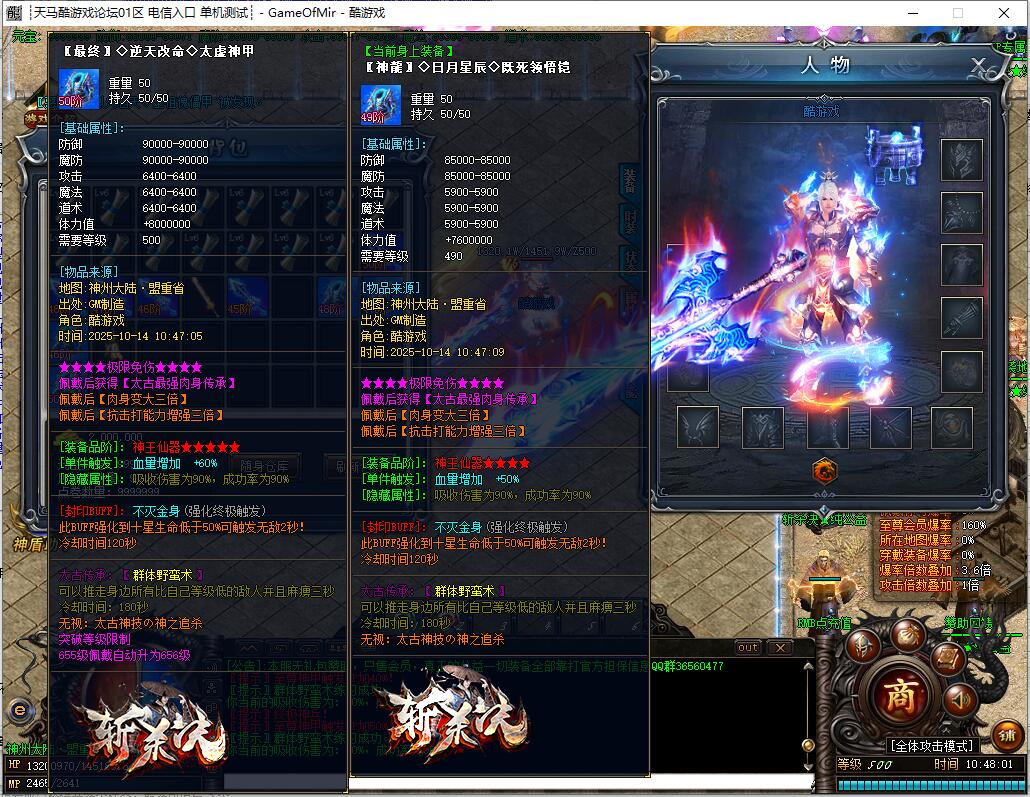 天马酷游戏论坛01区 电信入口 单机测试 - GameOfMir - 酷游戏
【最终】◇逆天改命◇太虚神甲
50阶
重量 50
持久 50/50
[基础属性]:
防御 90000-90000
魔防 90000-90000
攻击 6400-6400
魔法 6400-6400
道术 6400-6400
体力值 +8000000
需要等级 500
[物品来源]
地图:神州大陆·盟重省
出处:GM制造
角色:酷游戏
时间:2025-10-14 10:47:05
★★★★极限免伤★★★★
佩戴后获得【太古最强肉身传承】
佩戴后【肉身变大三倍】
佩戴后【抗击打能力增强三倍】
[装备品阶]: 神王仙器★★★★★
[单件触发]: 血量增加 +60%
[隐藏属性]: 吸收伤害为90%,成功率为90%
[封印BUFF]: 不灭金身(强化终极触发)
此BUFF强化到十星生命低于50%可触发无敌2秒!
冷却时间120秒
太古传承:【 群体野蛮术 】
可以推走身边所有比自己等级低的敌人并且麻痹三秒
冷却时间: 180秒
无视: 太古神技の神之追杀
突破等级限制
655级佩戴自动升为656级
斩杀决
【当前身上装备】
【神龍】◇日月星辰◇既死领悟铠
49阶
重量 50
持久 50/50
[基础属性]:
防御 85000-85000
魔防 85000-85000
攻击 5900-5900
魔法 5900-5900
道术 5900-5900
体力值 +7600000
需要等级 490
[物品来源]
地图:神州大陆·盟重省
出处:GM制造
角色:酷游戏
时间:2025-10-14 10:47:09
★★★★极限免伤★★★★
佩戴后获得【太古最强肉身传承】
佩戴后【肉身变大三倍】
佩戴后【抗击打能力增强三倍】
[装备品阶]: 神王仙器★★★★
[单件触发]: 血量增加 +50%
[隐藏属性]: 吸收伤害为90%,成功率为90%
[封印BUFF]: 不灭金身(强化终极触发)
此BUFF强化到十星生命低于50%可触发无敌2秒!
冷却时间120秒
太古传承:【 群体野蛮术 】
可以推走身边所有比自己等级低的敌人并且麻痹三秒
冷却时间: 180秒
无视: 太古神技の神之追杀
斩杀决
人物
酷游戏
至尊会员爆率:160%
所在地图爆率:0%
穿戴装备爆率:0%
爆率倍数叠加:3.6倍
攻击倍数叠加:1倍
RMB点充值
out
QQ群36560477
商
铺
[全体攻击模式]
等级 500
时间 10:48:01